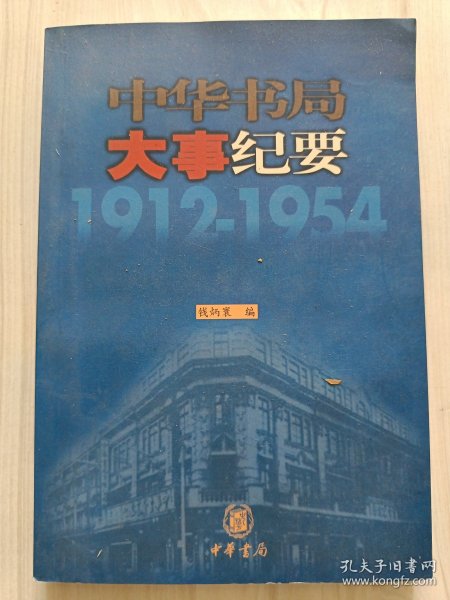 中华书局
大事纪要
1912-1954
钱炳寰 编
中華書局
孔夫子旧书网
www.kongfz.com